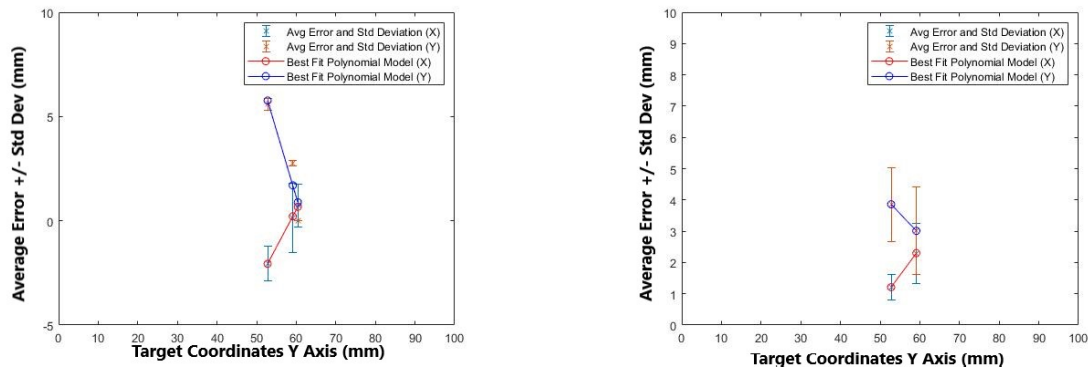 10
5
0
-5
Average Error +/- Std Dev (mm)
Avg Error and Std Deviation (X)
Avg Error and Std Deviation (Y)
Best Fit Polynomial Model (X)
Best Fit Polynomial Model (Y)
0 10 20 30 40 50 60 70 80 90 100
Target Coordinates Y Axis (mm)
10
9
8
7
6
5
4
3
2
1
0
Average Error +/- Std Dev (mm)
Avg Error and Std Deviation (X)
Avg Error and Std Deviation (Y)
Best Fit Polynomial Model (X)
Best Fit Polynomial Model (Y)
0 10 20 30 40 50 60 70 80 90 100
Target Coordinates Y Axis (mm)